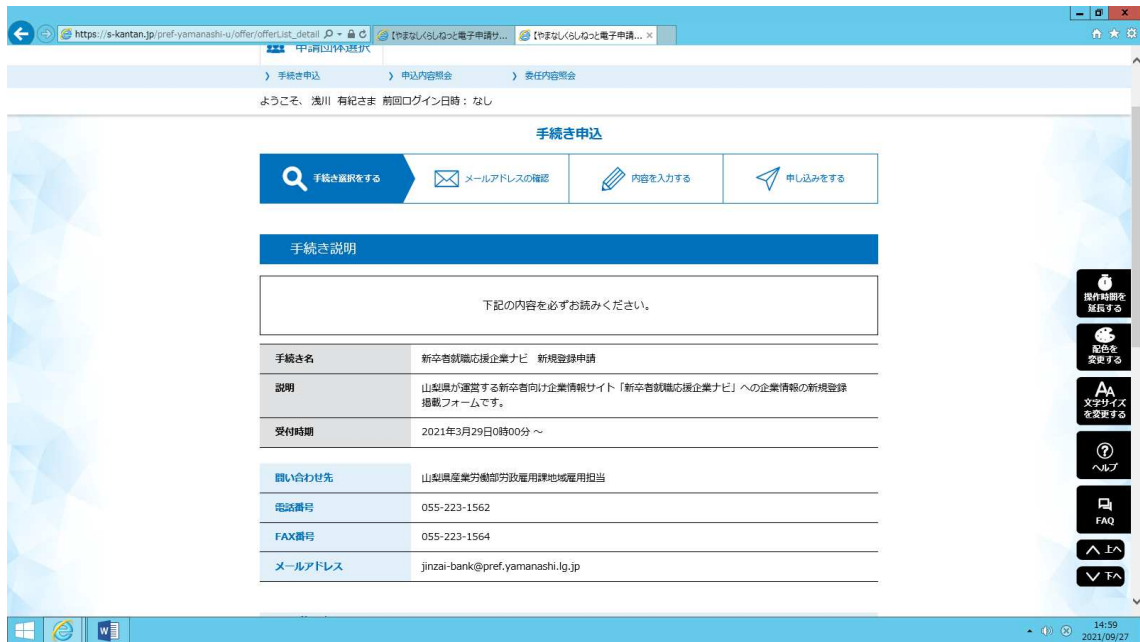 https://s-kantan.jp/pref-yamanashi-u/offer/offerList_detail
【やまなしくらしねっと電子申請サ...
【やまなしくらしねっと電子申請...
申請団体選択
手続き申込
申込内容照会
委任内容照会
ようこそ、 浅川 有紀さま 前回ログイン日時: なし
手続き申込
手続き選択をする
メールアドレスの確認
内容を入力する
申し込みをする
手続き説明
下記の内容を必ずお読みください。
手続き名 新卒者就職応援企業ナビ 新規登録申請
説明 山梨県が運営する新卒者向け企業情報サイト「新卒者就職応援企業ナビ」への企業情報の新規登録
掲載フォームです。
受付時期 2021年3月29日0時00分 ~
問い合わせ先 山梨県産業労働部労政雇用課地域雇用担当
電話番号 055-223-1562
FAX番号 055-223-1564
メールアドレス jinzai-bank@pref.yamanashi.lg.jp
操作時間を
延長する
配色を
変更する
AA
文字サイズ
を変更する
ヘルプ
FAQ
上へ
下へ
14:59
2021/09/27